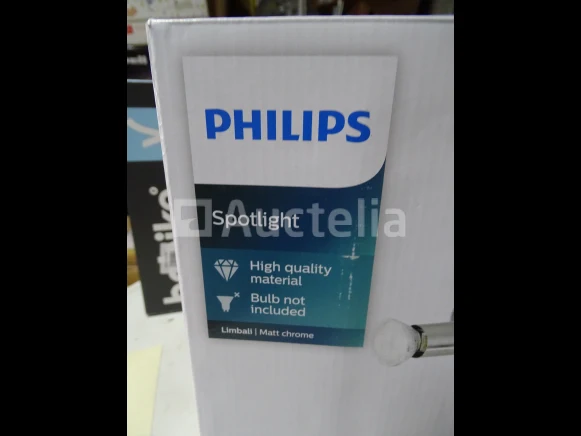 PHILIPS
Spotlight
Auctelia
High quality
material
Bulb not
included
Limbali | Matt chrome